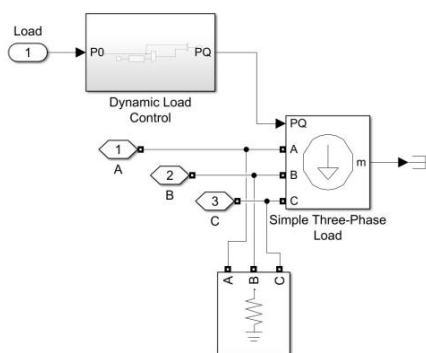 Load
1
P0
PQ
Dynamic Load
Control
PQ
1
A
A
m
2
B
B
3
C
C
Simple Three-Phase
Load
A
B
C